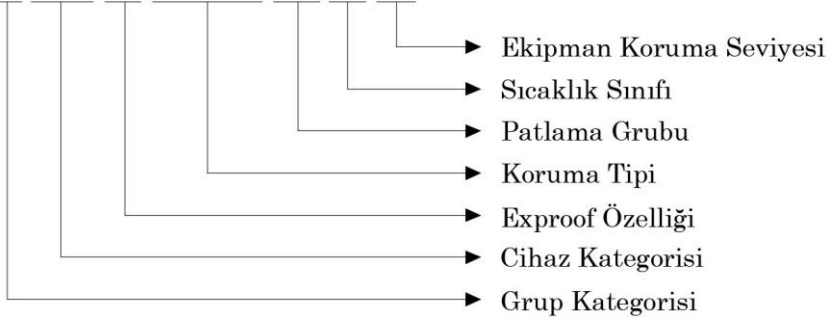 Ekipman Koruma Seviyesi
Sıcaklık Sınıfı
Patlama Grubu
Koruma Tipi
Exproof Özelliği
Cihaz Kategorisi
Grup Kategorisi